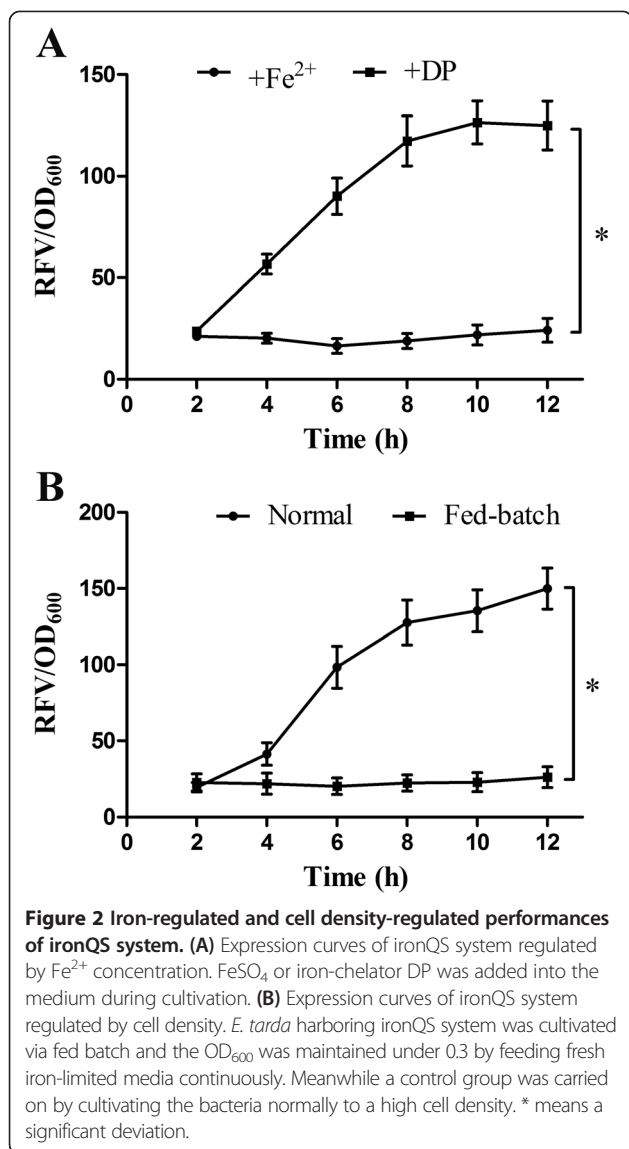 A
+Fe²⁺ +DP
150
100
50
0
RFV/OD₆₀₀
*
0 2 4 6 8 10 12
Time (h)
B
Normal Fed-batch
200
150
100
50
0
RFV/OD₆₀₀
*
0 2 4 6 8 10 12
Time (h)
Figure 2 Iron-regulated and cell density-regulated performances
of ironQS system. (A) Expression curves of ironQS system regulated
by Fe²⁺ concentration. FeSO₄ or iron-chelator DP was added into the
medium during cultivation. (B) Expression curves of ironQS system
regulated by cell density. E. tarda harboring ironQS system was cultivated
via fed batch and the OD₆₀₀ was maintained under 0.3 by feeding fresh
iron-limited media continuously. Meanwhile a control group was carried
on by cultivating the bacteria normally to a high cell density. * means a
significant deviation.